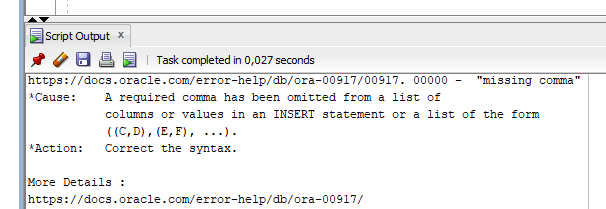 Script Output x
Task completed in 0,027 seconds
https://docs.oracle.com/error-help/db/ora-00917/00917. 00000 -  "missing comma"
*Cause:    A required comma has been omitted from a list of
           columns or values in an INSERT statement or a list of the form
           ((C,D),(E,F), ...).
*Action:   Correct the syntax.
More Details :
https://docs.oracle.com/error-help/db/ora-00917/